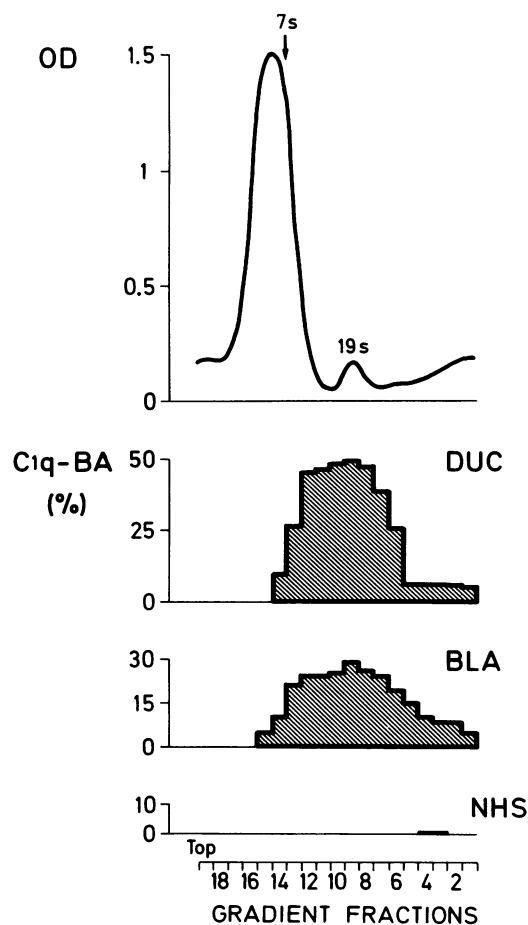 7s
OD
1.5
1
0.5
19s
0
C1q-BA
(%)
50
DUC
25
0
30
BLA
15
0
10
NHS
0
Top
18 16 14 12 10 8 6 4 2
GRADIENT FRACTIONS